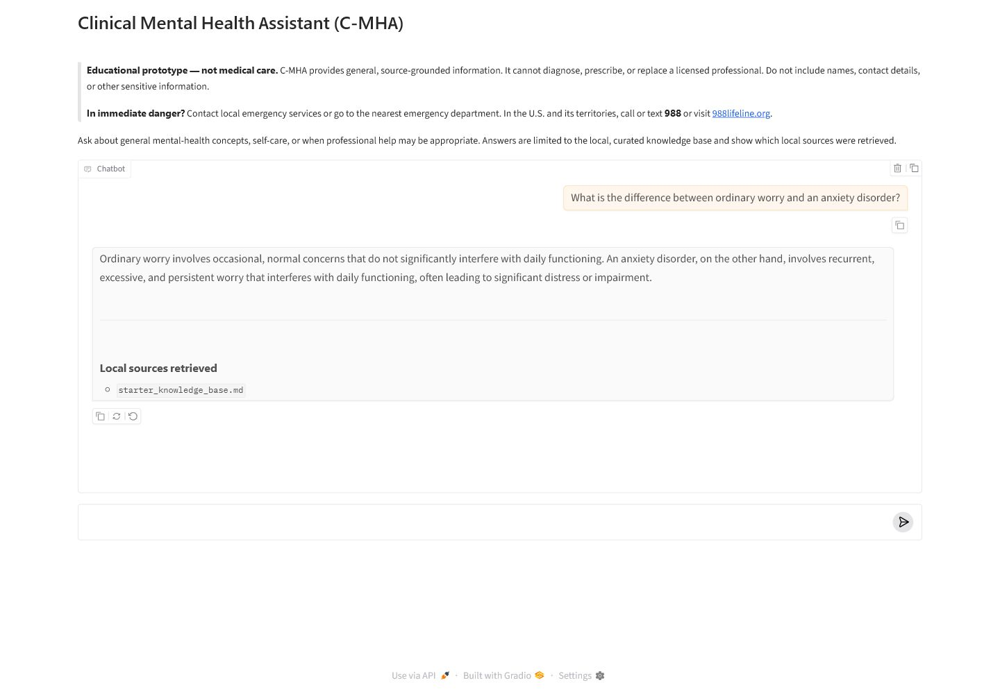 Clinical Mental Health Assistant (C-MHA)
Educational prototype — not medical care. C-MHA provides general, source-grounded information. It cannot diagnose, prescribe, or replace a licensed professional. Do not include names, contact details,
or other sensitive information.
In immediate danger? Contact local emergency services or go to the nearest emergency department. In the U.S. and its territories, call or text 988 or visit 988lifeline.org.
Ask about general mental-health concepts, self-care, or when professional help may be appropriate. Answers are limited to the local, curated knowledge base and show which local sources were retrieved.
Chatbot
What is the difference between ordinary worry and an anxiety disorder?
Ordinary worry involves occasional, normal concerns that do not significantly interfere with daily functioning. An anxiety disorder, on the other hand, involves recurrent,
excessive, and persistent worry that interferes with daily functioning, often leading to significant distress or impairment.
Local sources retrieved
starter_knowledge_base.md
Use via API · Built with Gradio · Settings